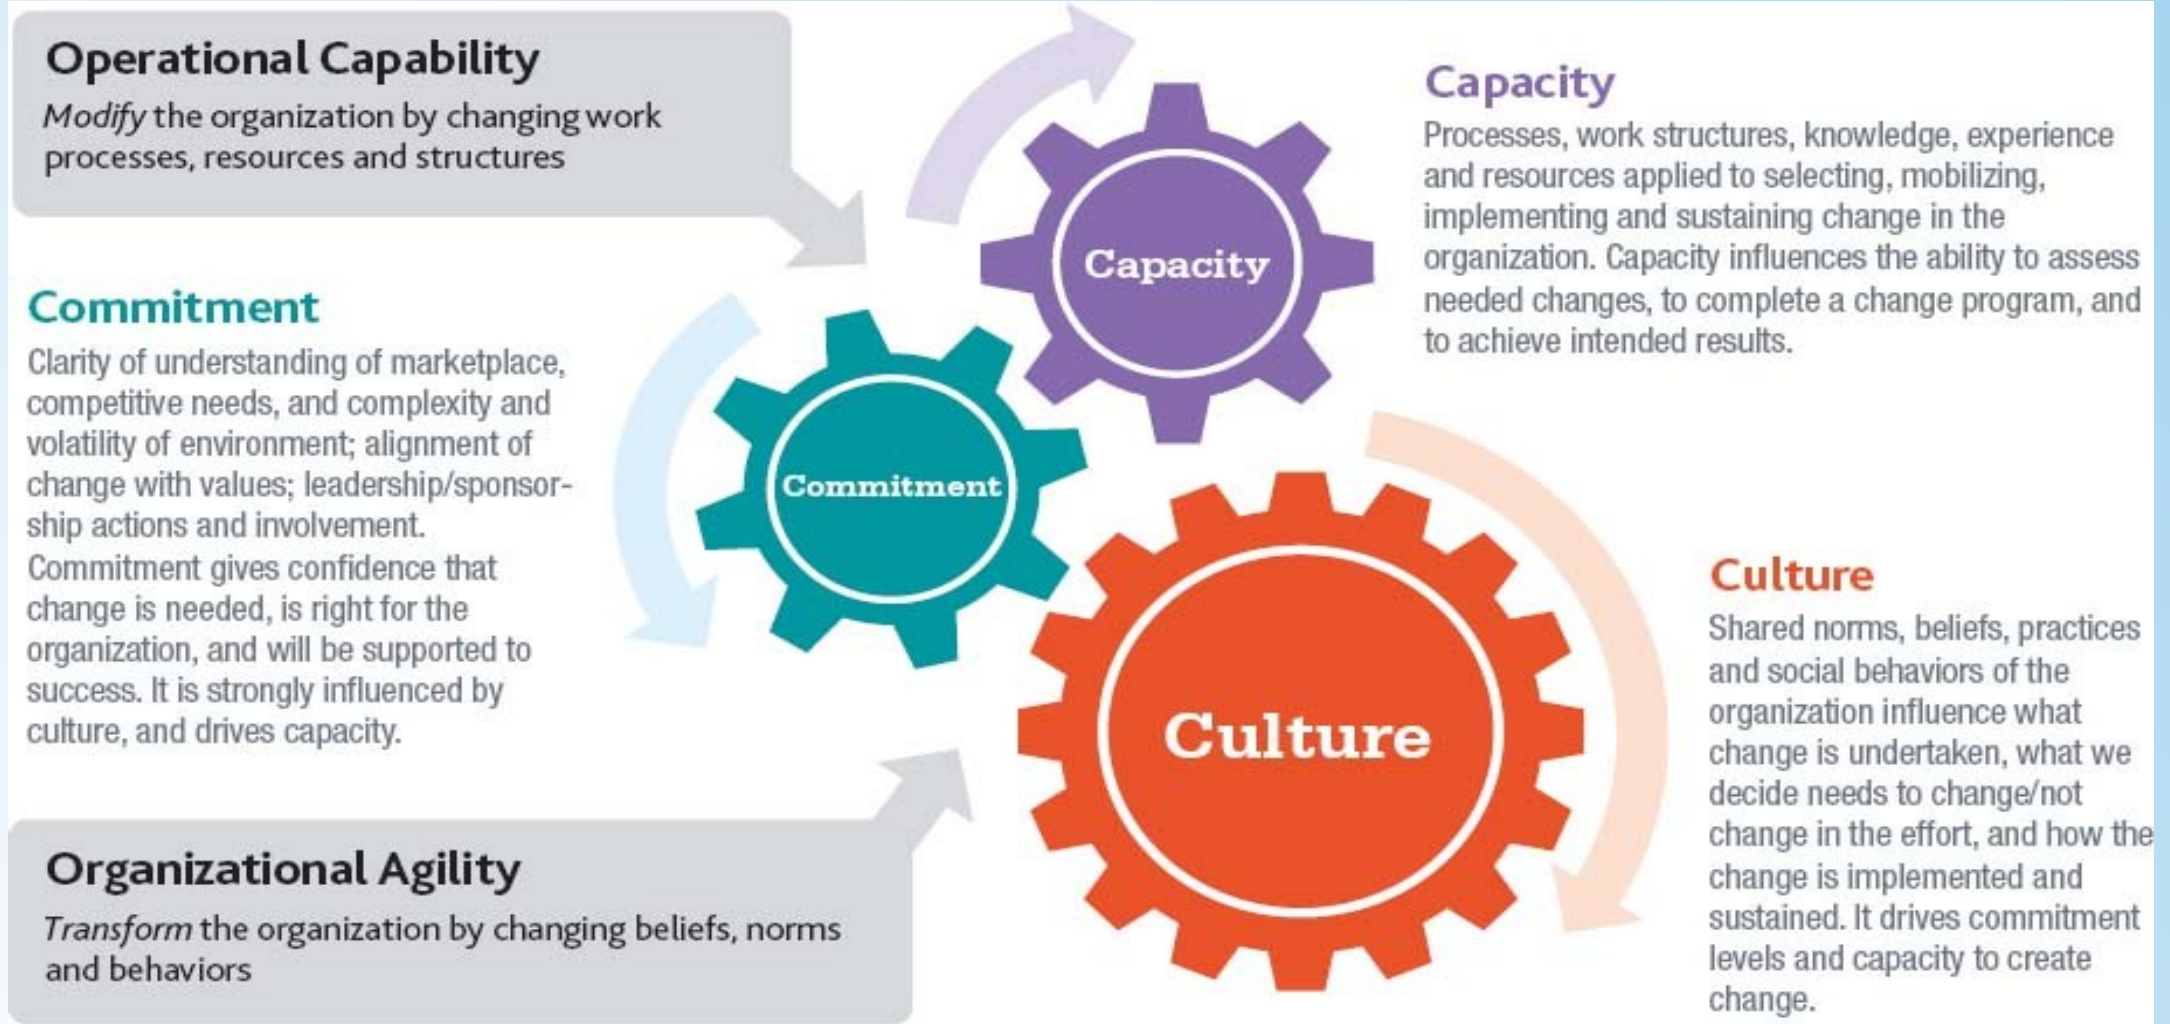 Operational Capability
Modify the organization by changing work
processes, resources and structures
Capacity
Processes, work structures, knowledge, experience
and resources applied to selecting, mobilizing,
implementing and sustaining change in the
organization. Capacity influences the ability to assess
needed changes, to complete a change program, and
to achieve intended results.
Capacity
Commitment
Clarity of understanding of marketplace,
competitive needs, and complexity and
volatility of environment; alignment of
change with values; leadership/sponsor-
ship actions and involvement.
Commitment gives confidence that
change is needed, is right for the
organization, and will be supported to
success. It is strongly influenced by
culture, and drives capacity.
Commitment
Culture
Culture
Shared norms, beliefs, practices
and social behaviors of the
organization influence what
change is undertaken, what we
decide needs to change/not
change in the effort, and how the
change is implemented and
sustained. It drives commitment
levels and capacity to create
change.
Organizational Agility
Transform the organization by changing beliefs, norms
and behaviors